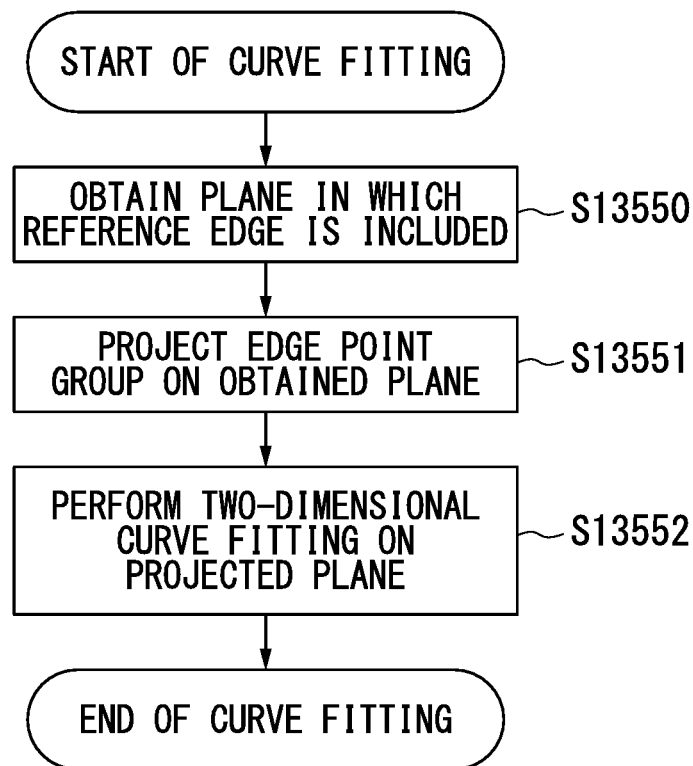 START OF CURVE FITTING
OBTAIN PLANE IN WHICH
REFERENCE EDGE IS INCLUDED
S13550
PROJECT EDGE POINT
GROUP ON OBTAINED PLANE
S13551
PERFORM TWO-DIMENSIONAL
CURVE FITTING ON
PROJECTED PLANE
S13552
END OF CURVE FITTING